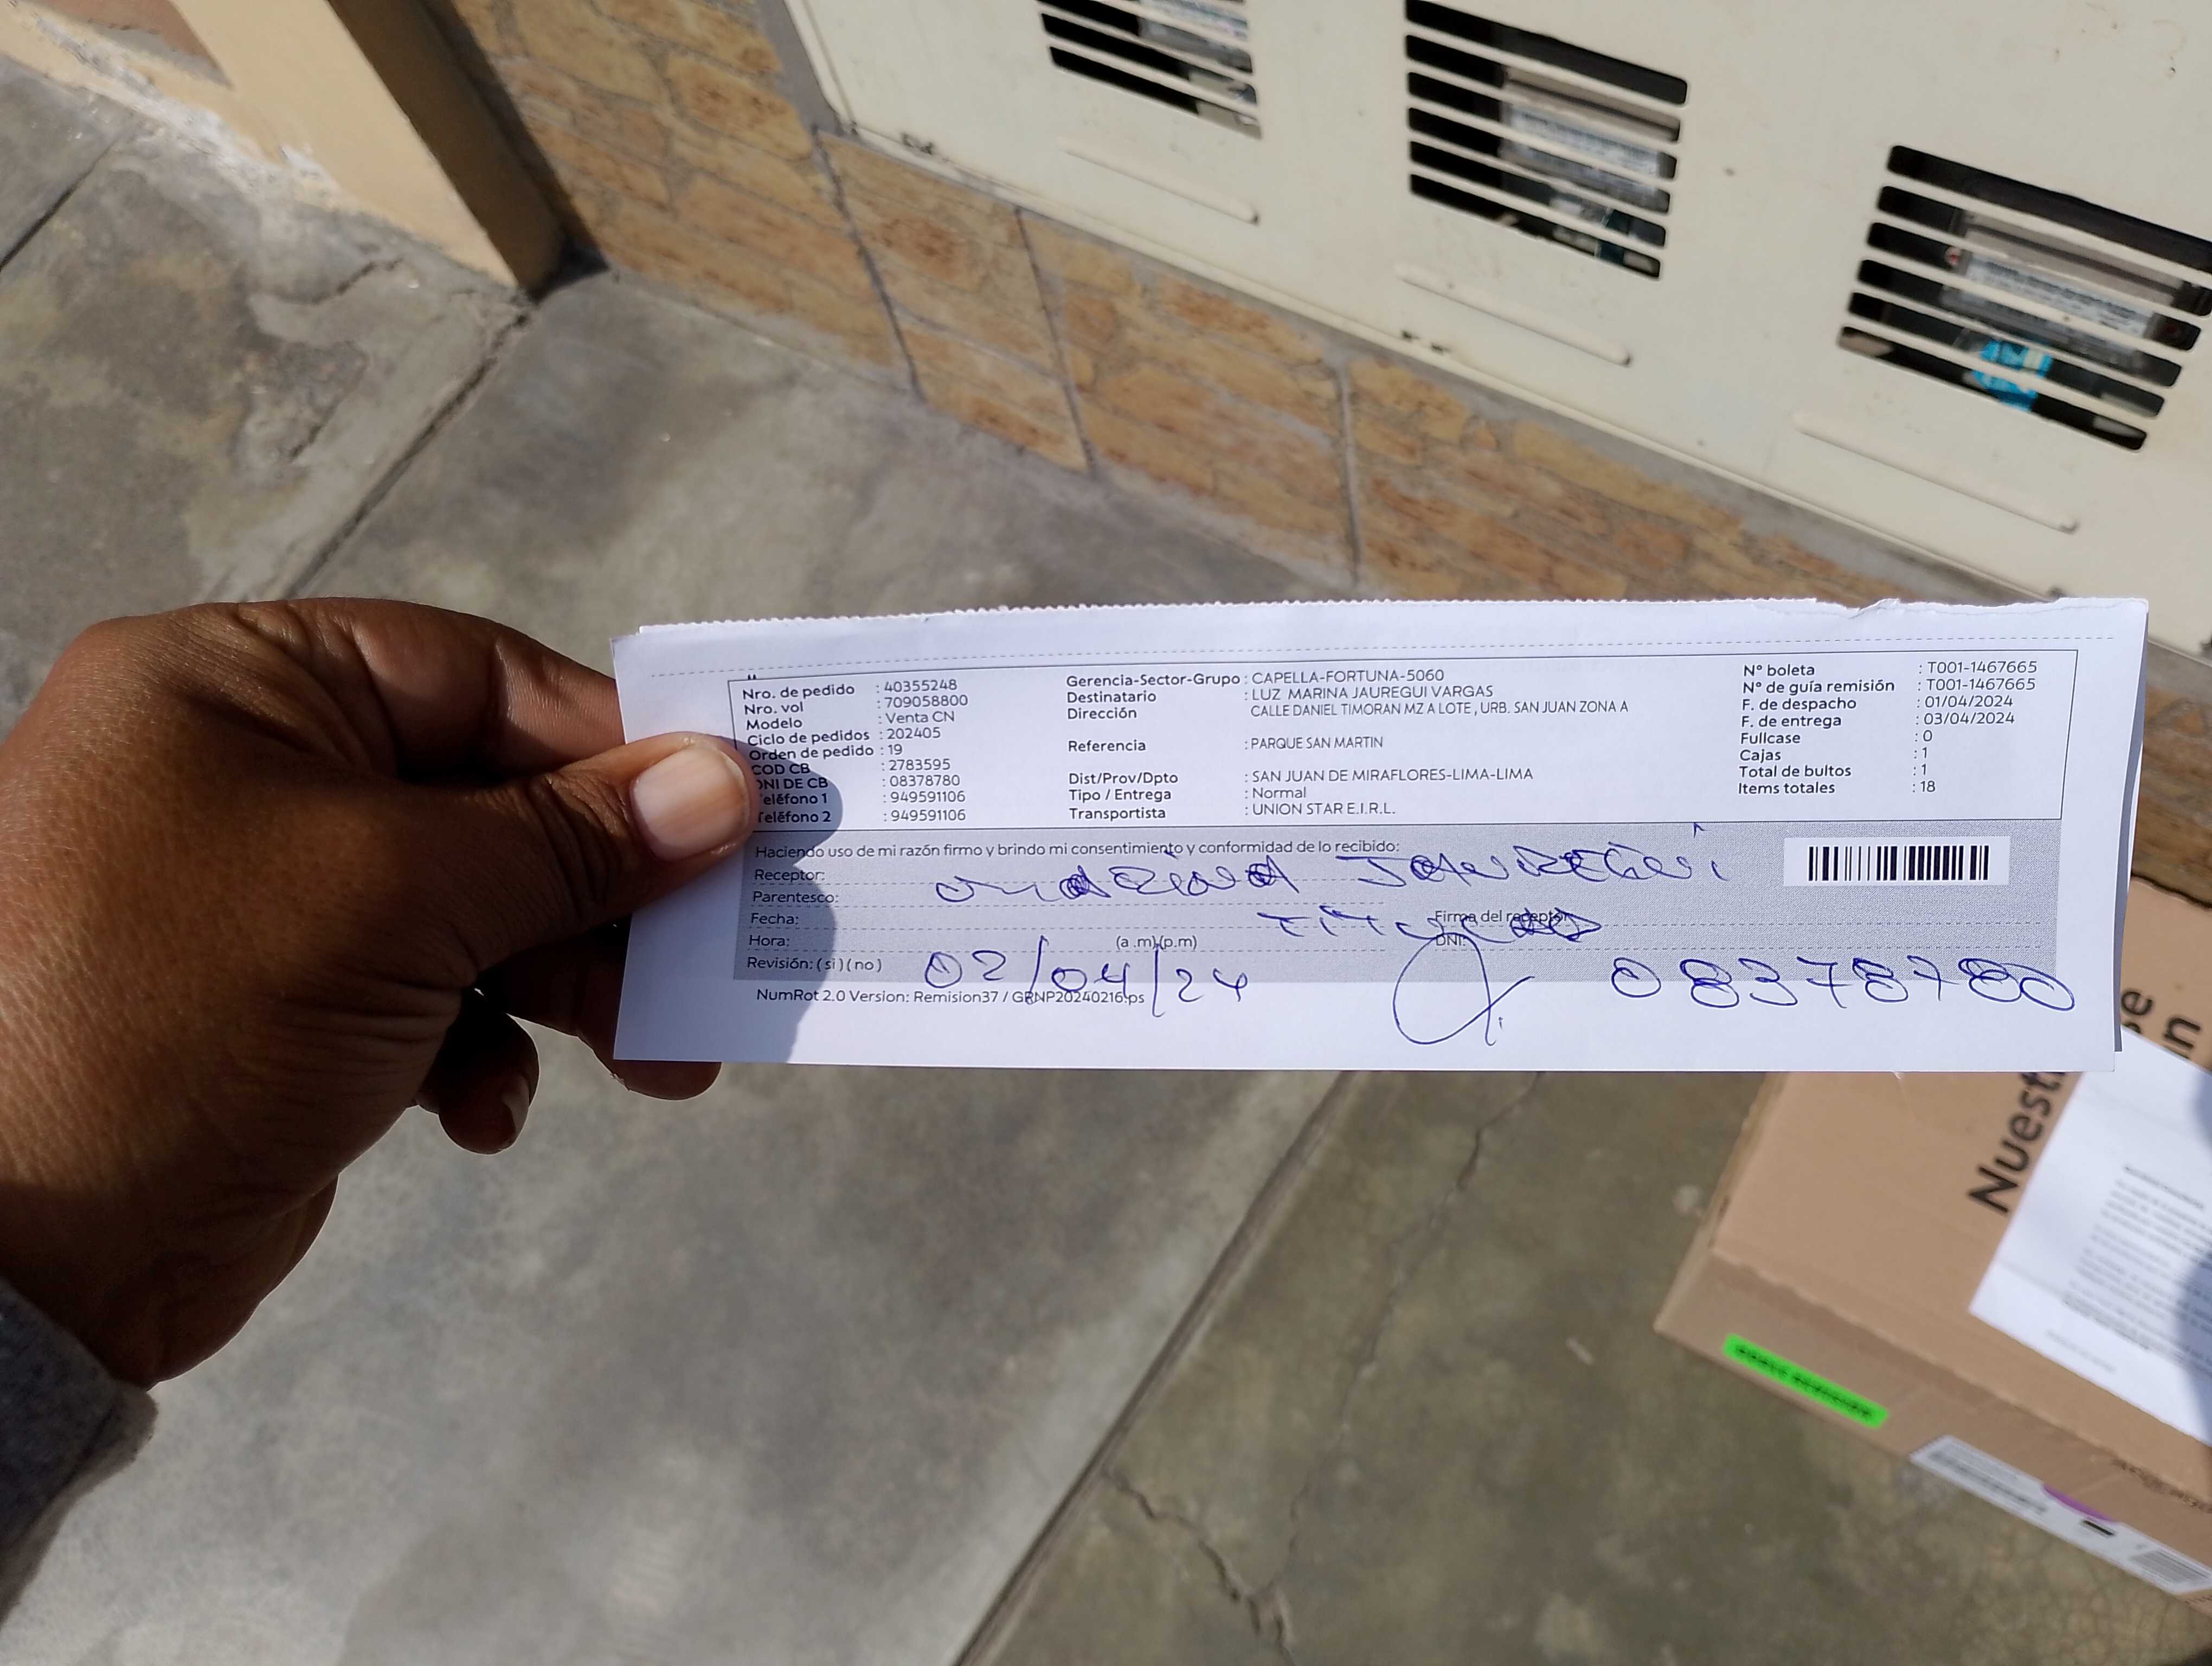 Nro. de pedido : 40355248
Nro. vol : 709058800
Modelo : Venta CN
Ciclo de pedidos : 202405
Orden de pedido : 19
COD CB : 2783595
DNI DE CB : 08378780
Teléfono 1 : 949591106
Teléfono 2 : 949591106
Gerencia-Sector-Grupo : CAPELLA-FORTUNA-5060
Destinatario : LUZ MARINA JAUREGUI VARGAS
Dirección CALLE DANIEL TIMORAN MZ A LOTE , URB. SAN JUAN ZONA A
Referencia : PARQUE SAN MARTIN
Dist/Prov/Dpto : SAN JUAN DE MIRAFLORES-LIMA-LIMA
Tipo / Entrega : Normal
Transportista : UNION STAR E.I.R.L.
N° boleta : T001-1467665
N° de guía remisión : T001-1467665
F. de despacho : 01/04/2024
F. de entrega : 03/04/2024
Fullcase : 0
Cajas : 1
Total de bultos : 1
Items totales : 18
Haciendo uso de mi razón firmo y brindo mi consentimiento y conformidad de lo recibido:
Receptor: Marina Jauregui
Parentesco:
Titular
Fecha: Firma del receptor
Hora: (a.m)(p.m) DNI:
Revisión: (si)(no) 02/04/24 08378780
NumRot 2.0 Version: Remision37 / GRNP20240216.ps
Nuest